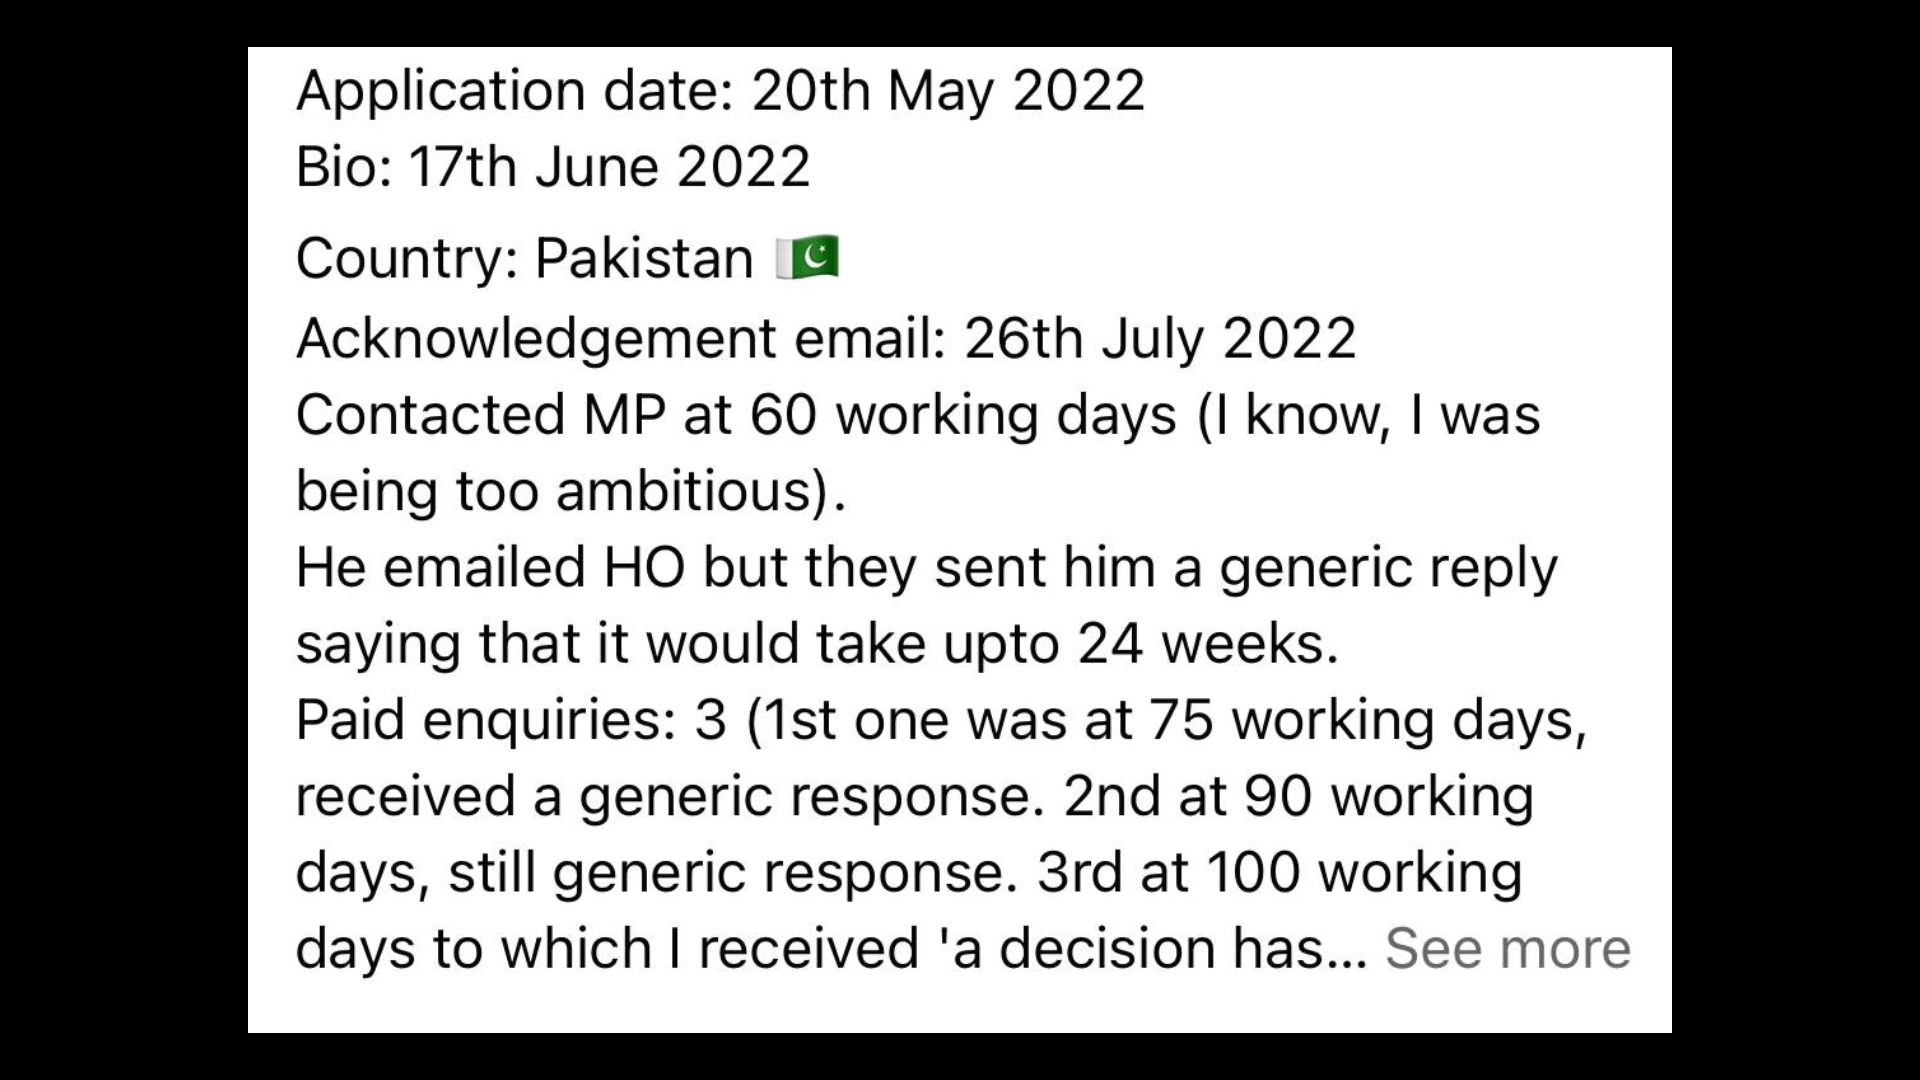 Application date: 20th May 2022
Bio: 17th June 2022
Country: Pakistan 🇵🇰
Acknowledgement email: 26th July 2022
Contacted MP at 60 working days (I know, I was
being too ambitious).
He emailed HO but they sent him a generic reply
saying that it would take upto 24 weeks.
Paid enquiries: 3 (1st one was at 75 working days,
received a generic response. 2nd at 90 working
days, still generic response. 3rd at 100 working
days to which I received 'a decision has... See more